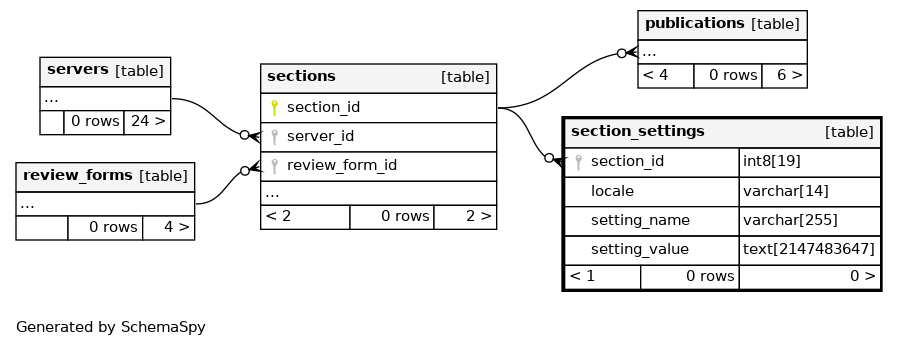 publications [table]
...
< 4 0 rows 6 >
servers [table]
...
0 rows 24 >
sections [table]
section_id
server_id
review_form_id
...
< 2 0 rows 2 >
section_settings [table]
section_id int8[19]
locale varchar[14]
setting_name varchar[255]
setting_value text[2147483647]
< 1 0 rows 0 >
review_forms [table]
...
0 rows 4 >
Generated by SchemaSpy